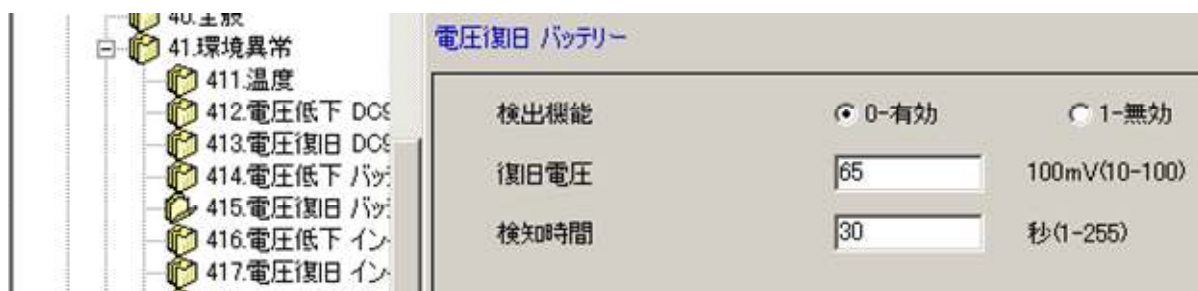 40.全般
41.環境異常
411.温度
412.電圧低下 DC9
413.電圧復旧 DC9
414.電圧低下 バッテ
415.電圧復旧 バッテ
416.電圧低下 イン
417.電圧復旧 イン
電圧復旧 バッテリー
検出機能 0-有効 1-無効
復旧電圧 65 100mV(10-100)
検知時間 30 秒(1-255)